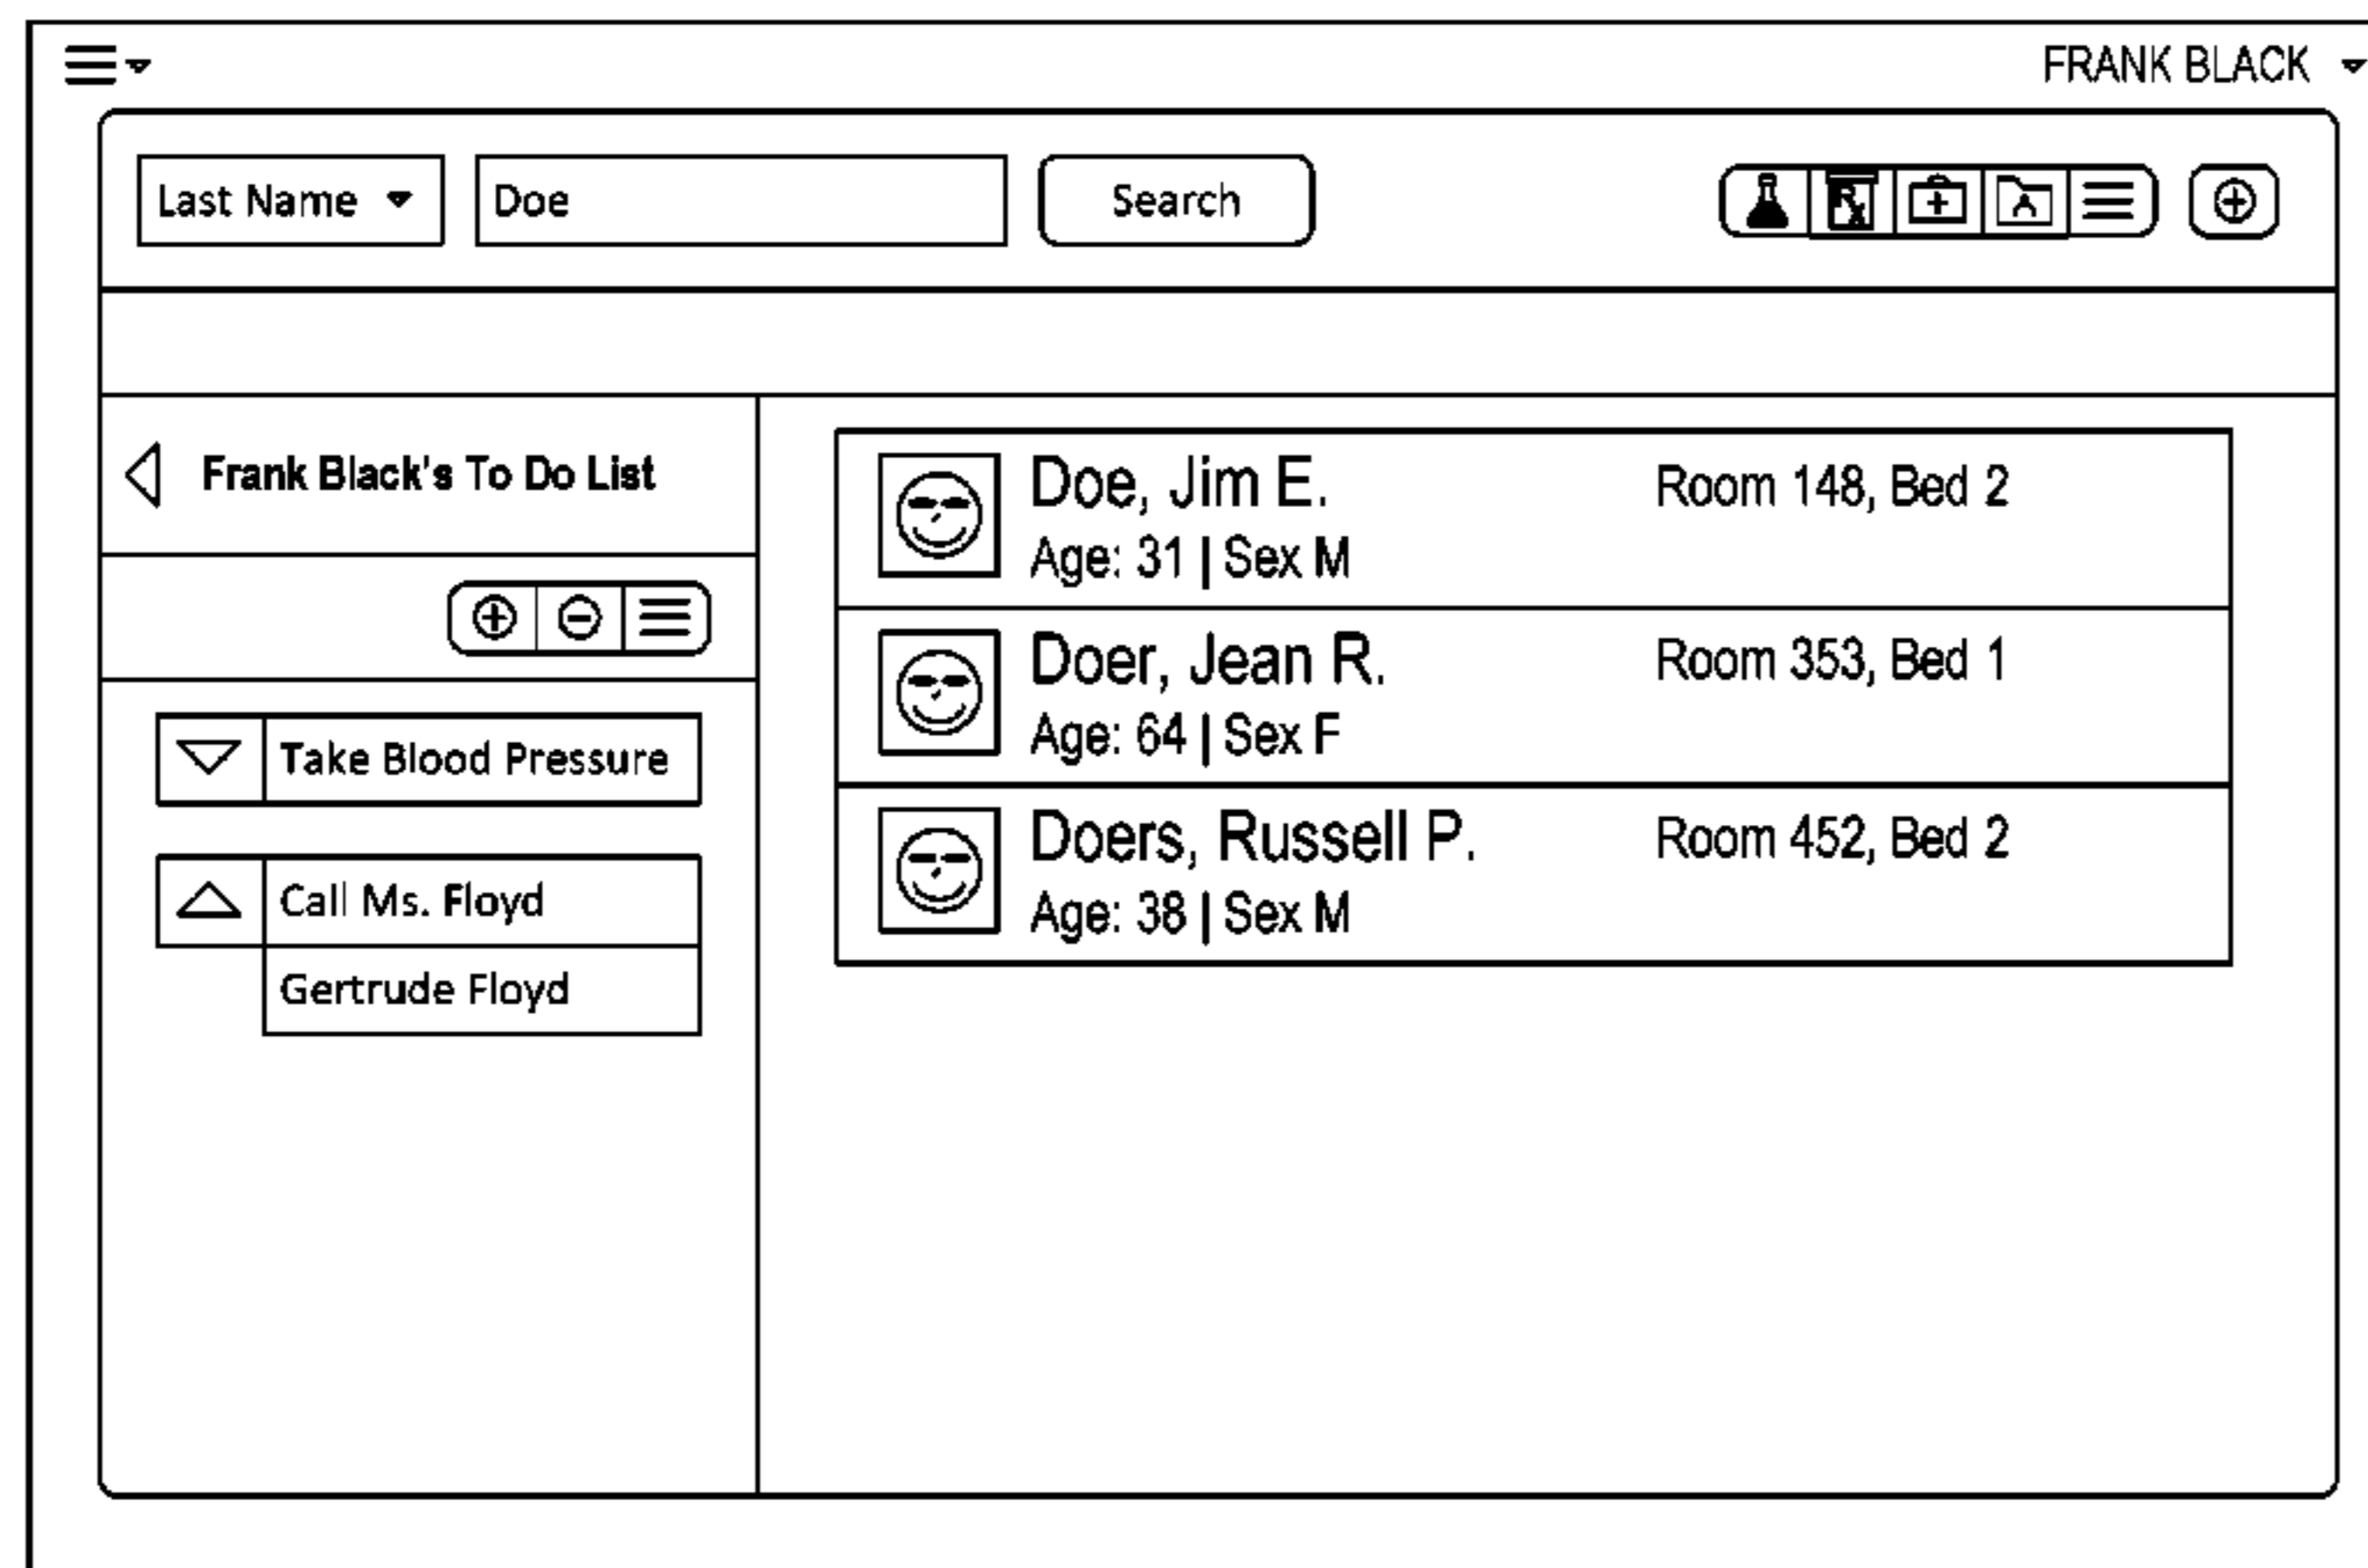 FRANK BLACK
Last Name Doe Search
Rx
Frank Black's To Do List
Take Blood Pressure
Call Ms. Floyd
Gertrude Floyd
Doe, Jim E. Room 148, Bed 2
Age: 31 | Sex M
Doer, Jean R. Room 353, Bed 1
Age: 64 | Sex F
Doers, Russell P. Room 452, Bed 2
Age: 38 | Sex M